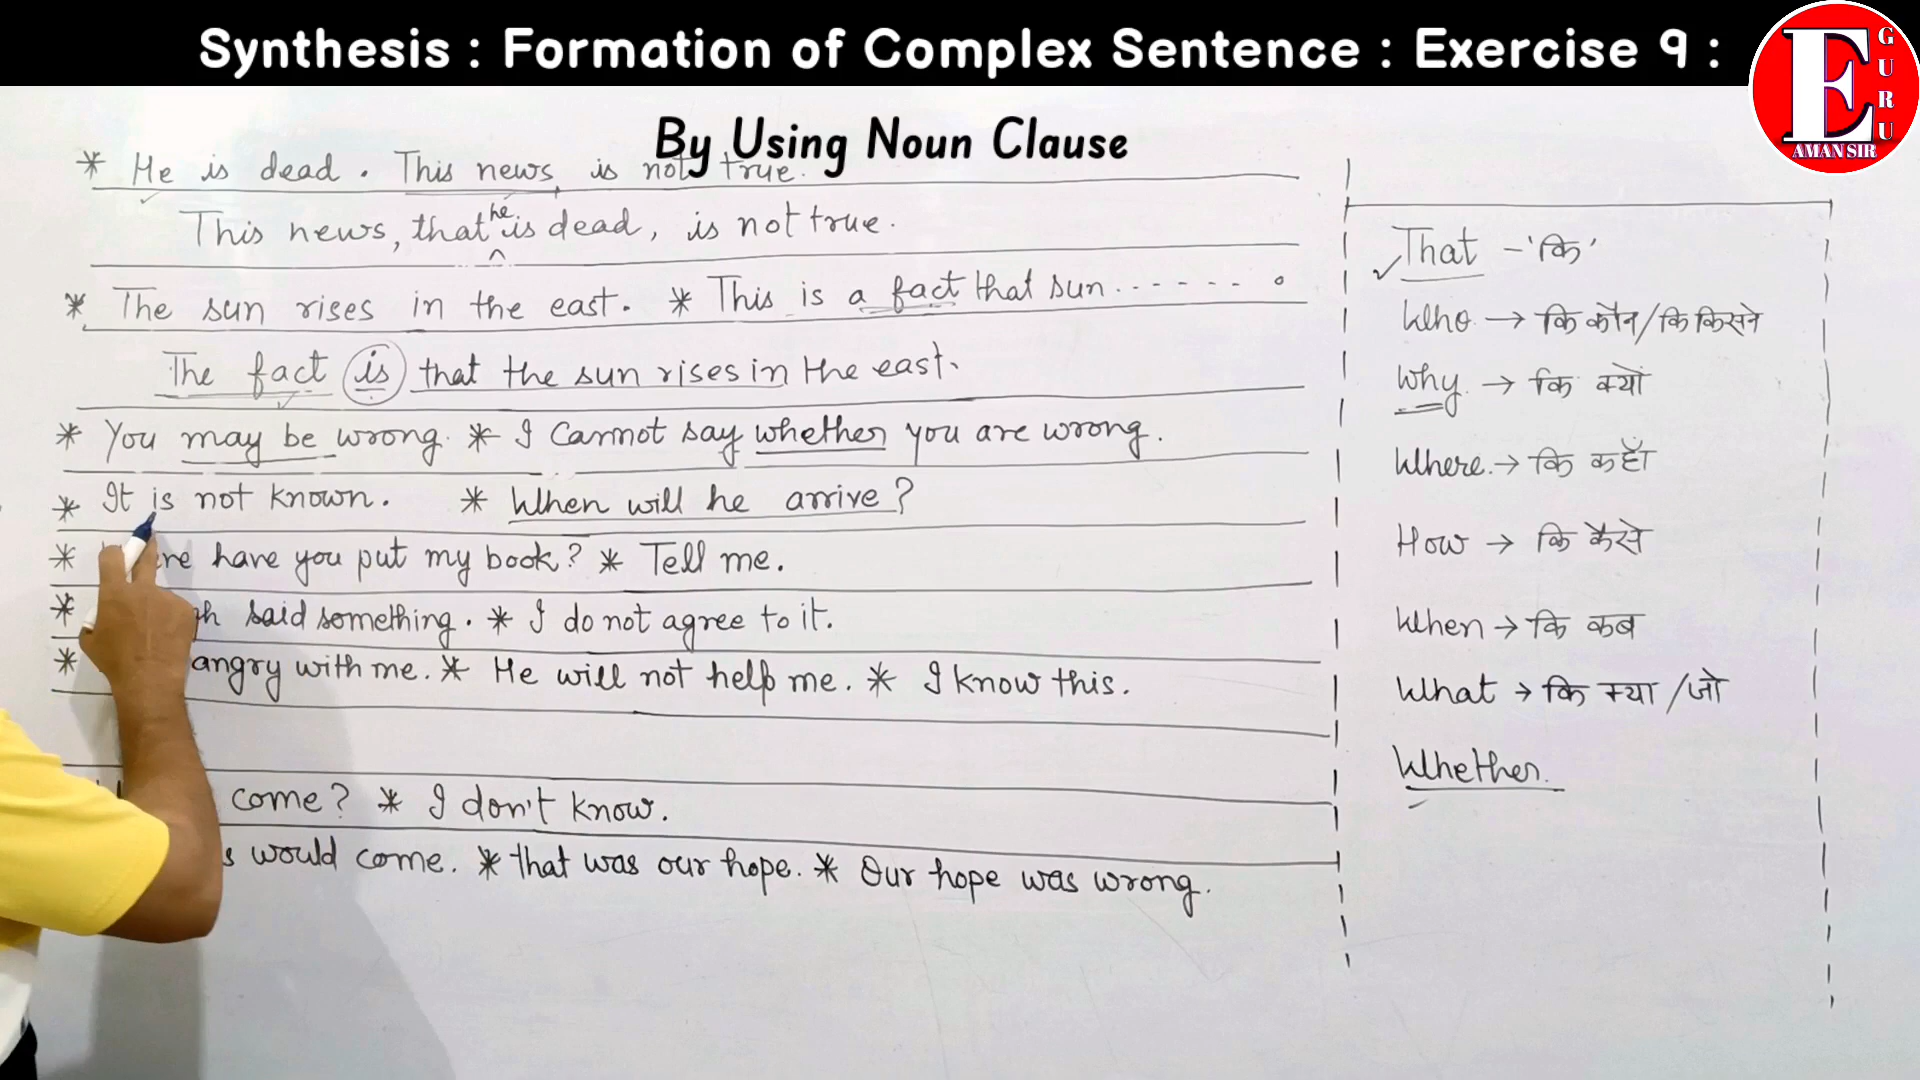 Synthesis : Formation of Complex Sentence : Exercise 9 :
E GURU
AMAN SIR
By Using Noun Clause
* He is dead. This news, is not true.
This news, that he is dead, is not true.
* The sun rises in the east. * This is a fact that sun.......
The fact is that the sun rises in the east.
* You may be wrong. * I cannot say whether you are wrong.
* It is not known. * When will he arrive?
* have you put my book? * Tell me.
* said something. * I do not agree to it.
* angry with me. * He will not help me. * I know this.
come? * I don't know.
would come. * that was our hope. * Our hope was wrong.
That - 'कि'
Who → कि कौन/कि किसने
Why. → कि क्यों
Where. → कि कहाँ
How → कि कैसे
When → कि कब
What → कि क्या /जो
Whether.